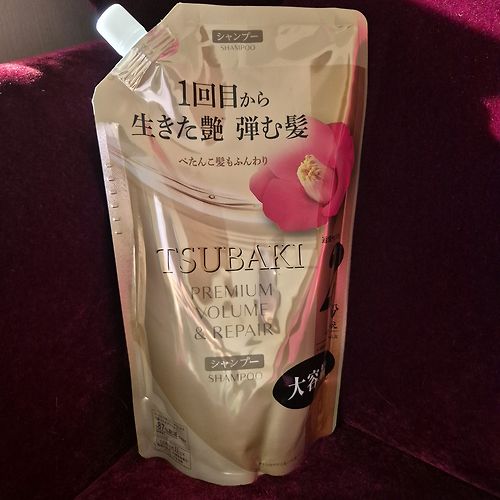 シャンプー
SHAMPOO
1回目から
生きた艶 弾む髪
ぺたんこ髪もふんわり
TSUBAKI
PREMIUM
VOLUME
& REPAIR
シャンプー
SHAMPOO
2
大容